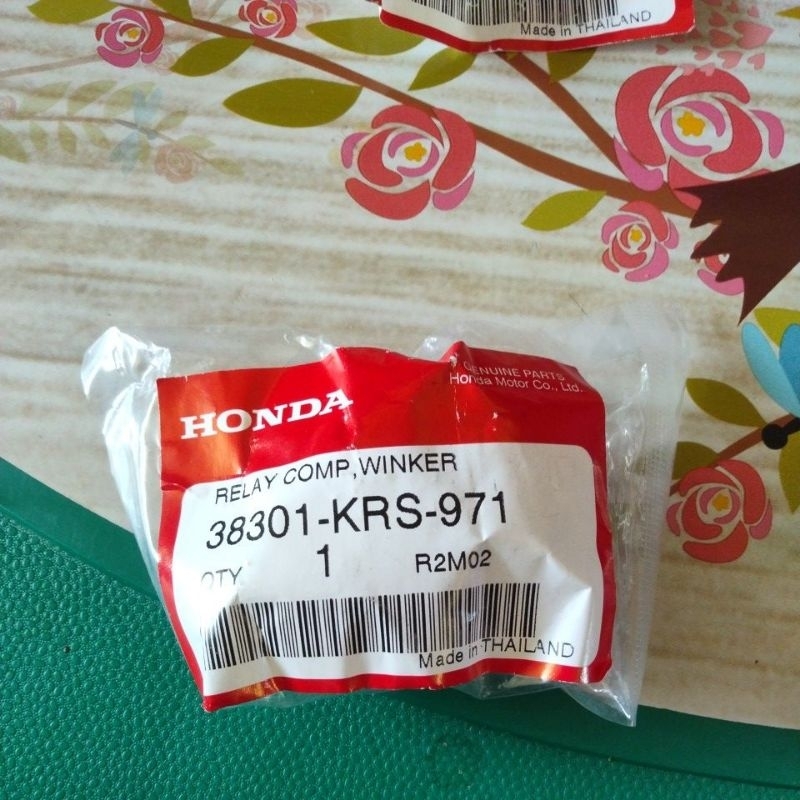 Made in THAILAND
GENUINE PARTS
Honda Motor Co., Ltd.
HONDA
RELAY COMP,WINKER
38301-KRS-971
QTY 1 R2M02
Made in THAILAND